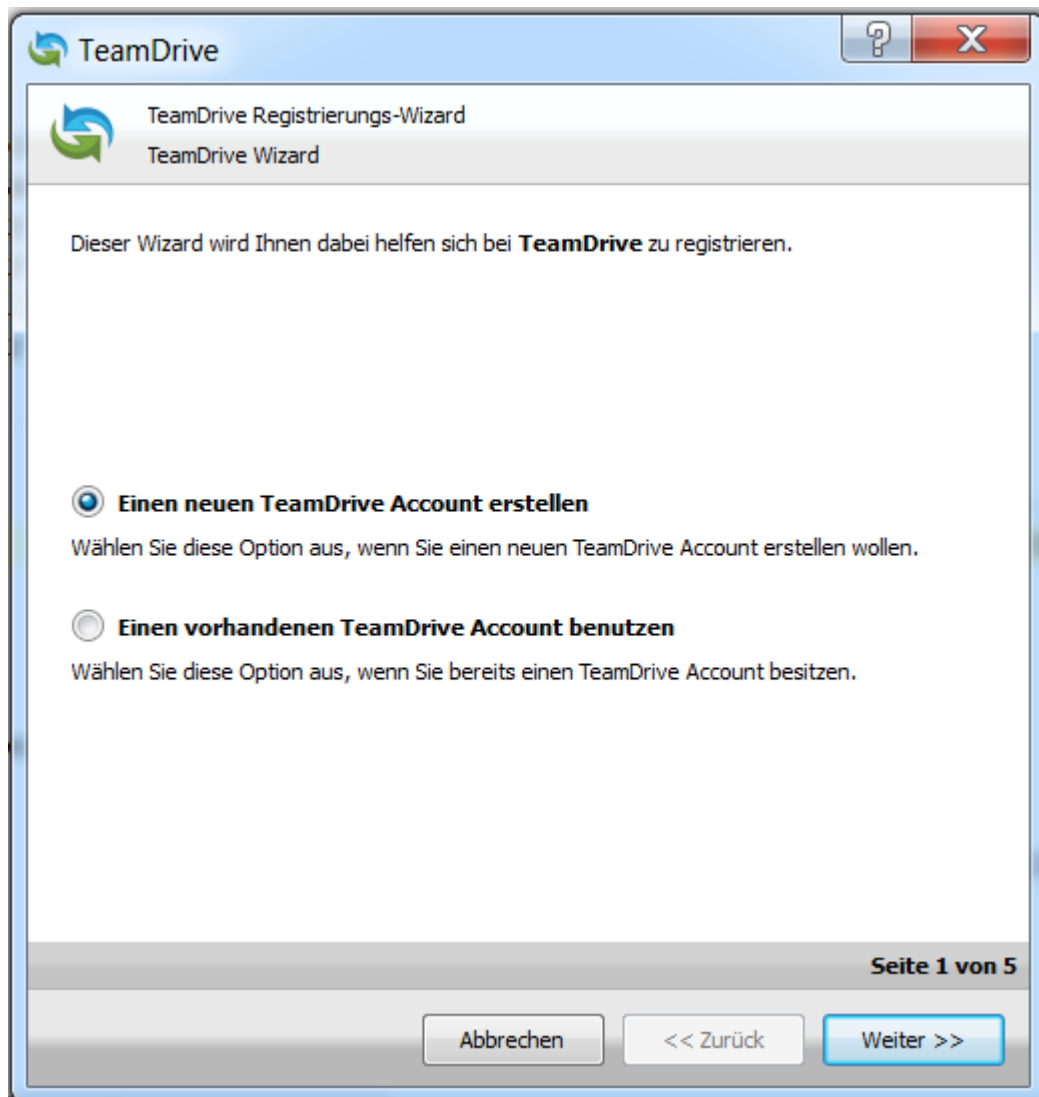 TeamDrive
TeamDrive Registrierungs-Wizard
TeamDrive Wizard
Dieser Wizard wird Ihnen dabei helfen sich bei TeamDrive zu registrieren.
Einen neuen TeamDrive Account erstellen
Wählen Sie diese Option aus, wenn Sie einen neuen TeamDrive Account erstellen wollen.
Einen vorhandenen TeamDrive Account benutzen
Wählen Sie diese Option aus, wenn Sie bereits einen TeamDrive Account besitzen.
Seite 1 von 5
Abbrechen << Zurück Weiter >>